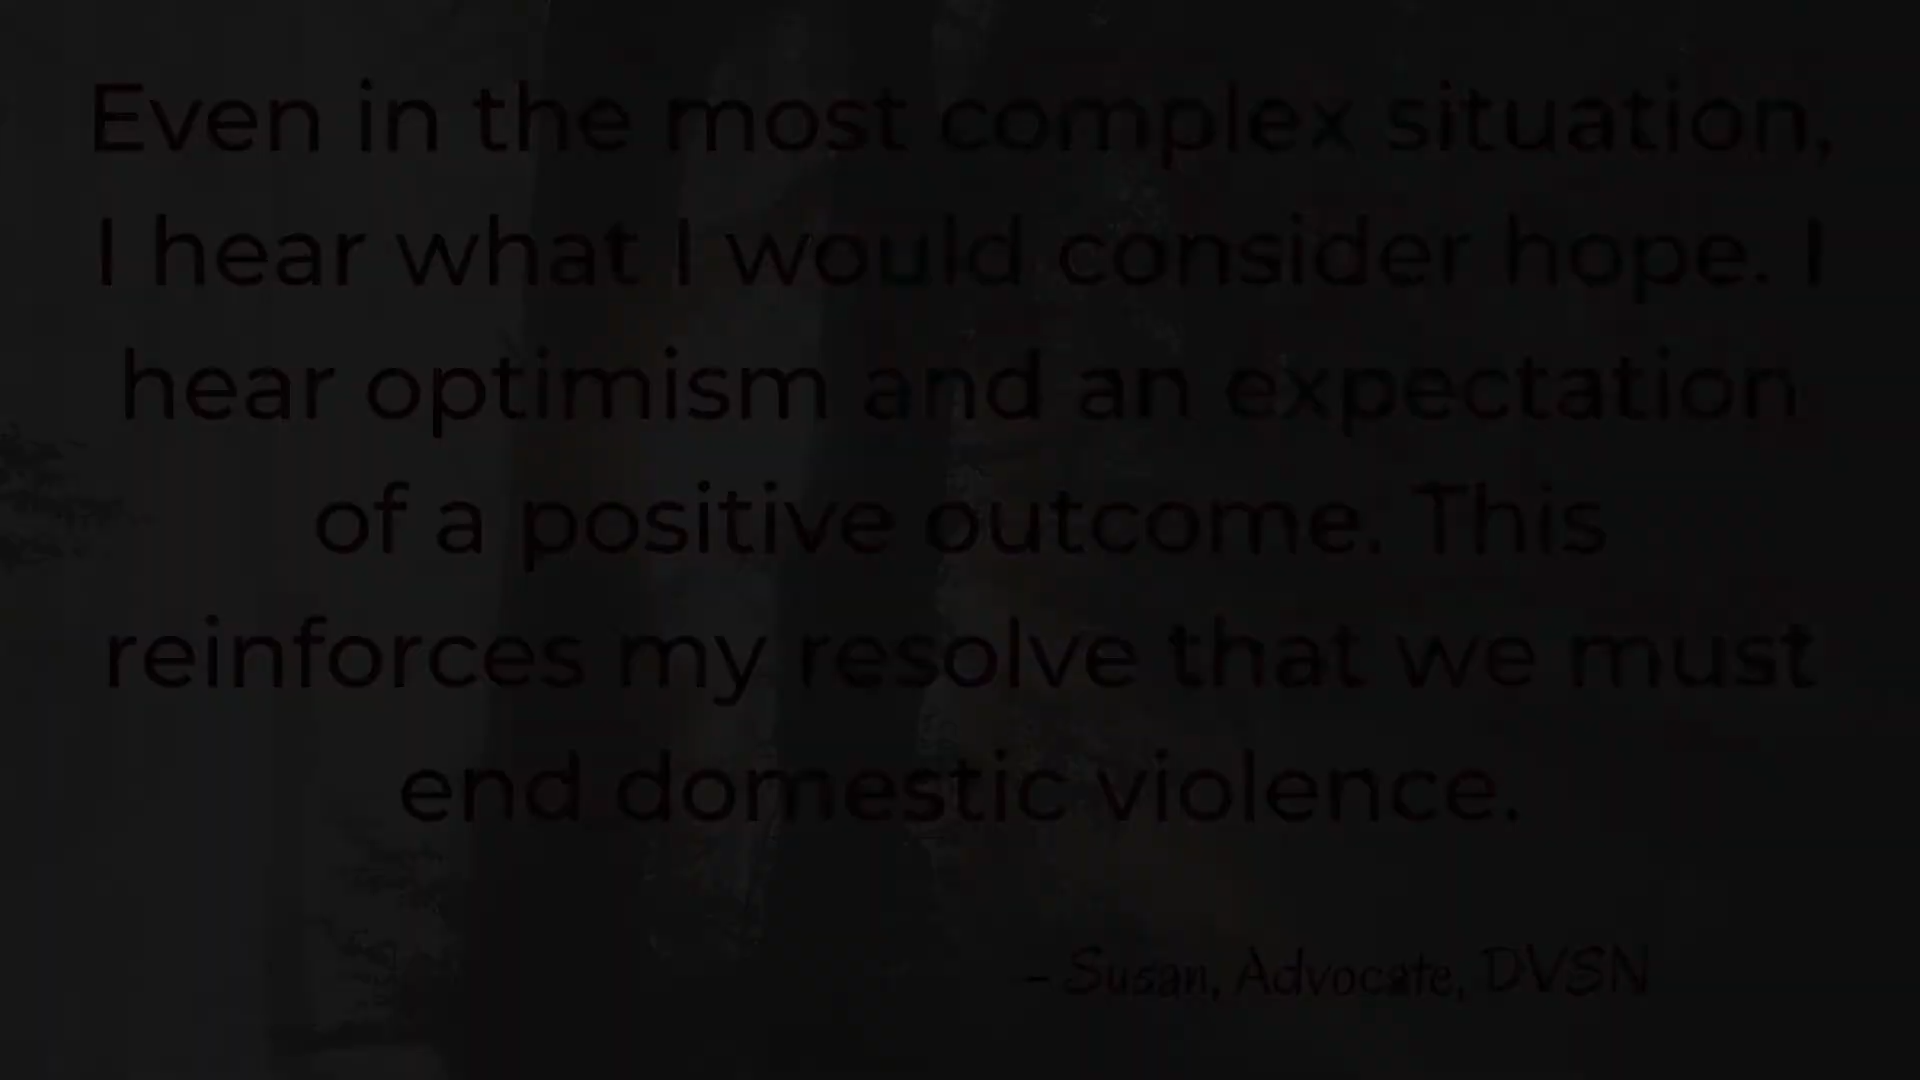 Even in the most complex situation,
I hear what I would consider hope. I
hear optimism and an expectation
of a positive outcome. This
reinforces my resolve that we must
end domestic violence.
– Susan, Advocate, DVSN